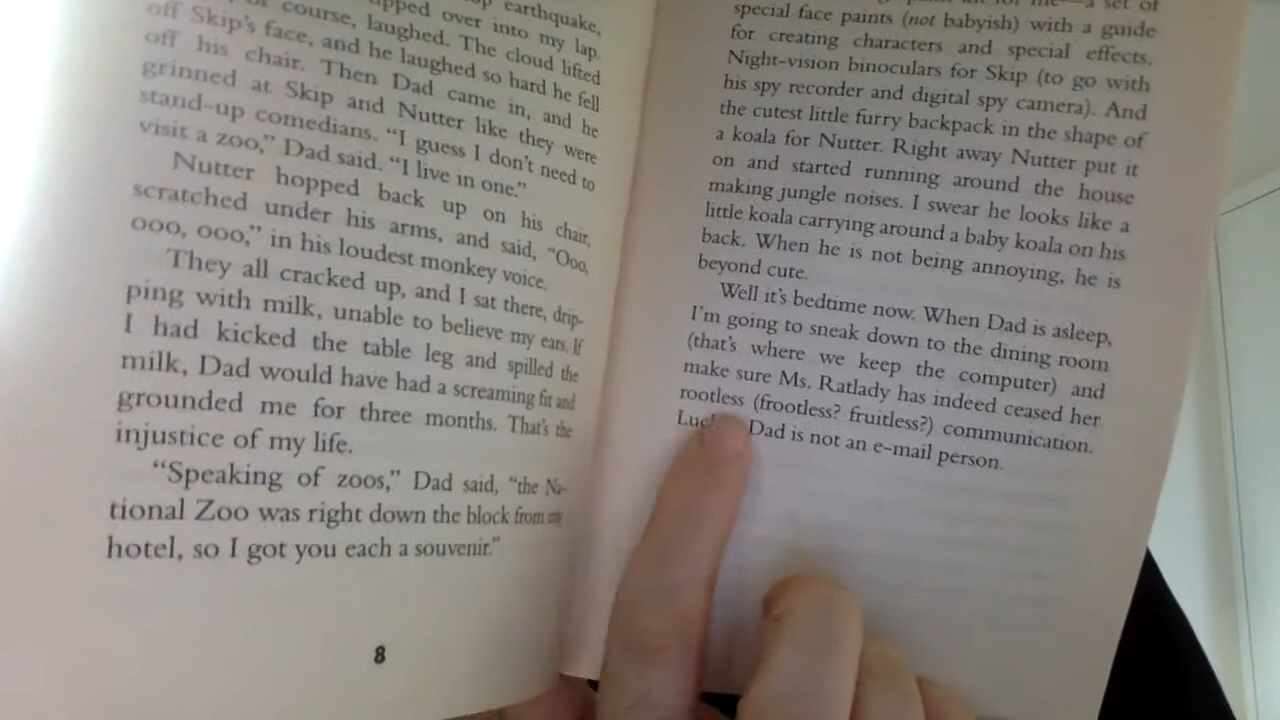 earthquake,
over into my lap.
course, laughed. The cloud lifted
off Skip's face, and he laughed so hard he fell
off his chair. Then Dad came in, and he
grinned at Skip and Nutter like they were
stand-up comedians. “I guess I don't need to
visit a zoo,” Dad said. “I live in one.”
Nutter hopped back up on his chair,
scratched under his arms, and said, “Ooo,
ooo, ooo,” in his loudest monkey voice.
They all cracked up, and I sat there, drip-
ping with milk, unable to believe my ears. If
I had kicked the table leg and spilled the
milk, Dad would have had a screaming fit and
grounded me for three months. That's the
injustice of my life.
“Speaking of zoos,” Dad said, “the Na-
tional Zoo was right down the block from my
hotel, so I got you each a souvenir.”
8
kit for me—a set of
special face paints (not babyish) with a guide
for creating characters and special effects.
Night-vision binoculars for Skip (to go with
his spy recorder and digital spy camera). And
the cutest little furry backpack in the shape of
a koala for Nutter. Right away Nutter put it
on and started running around the house
making jungle noises. I swear he looks like a
little koala carrying around a baby koala on his
back. When he is not being annoying, he is
beyond cute.
Well it's bedtime now. When Dad is asleep,
I'm going to sneak down to the dining room
(that's where we keep the computer) and
make sure Ms. Ratlady has indeed ceased her
rootless (frootless? fruitless?) communication.
Dad is not an e-mail person.